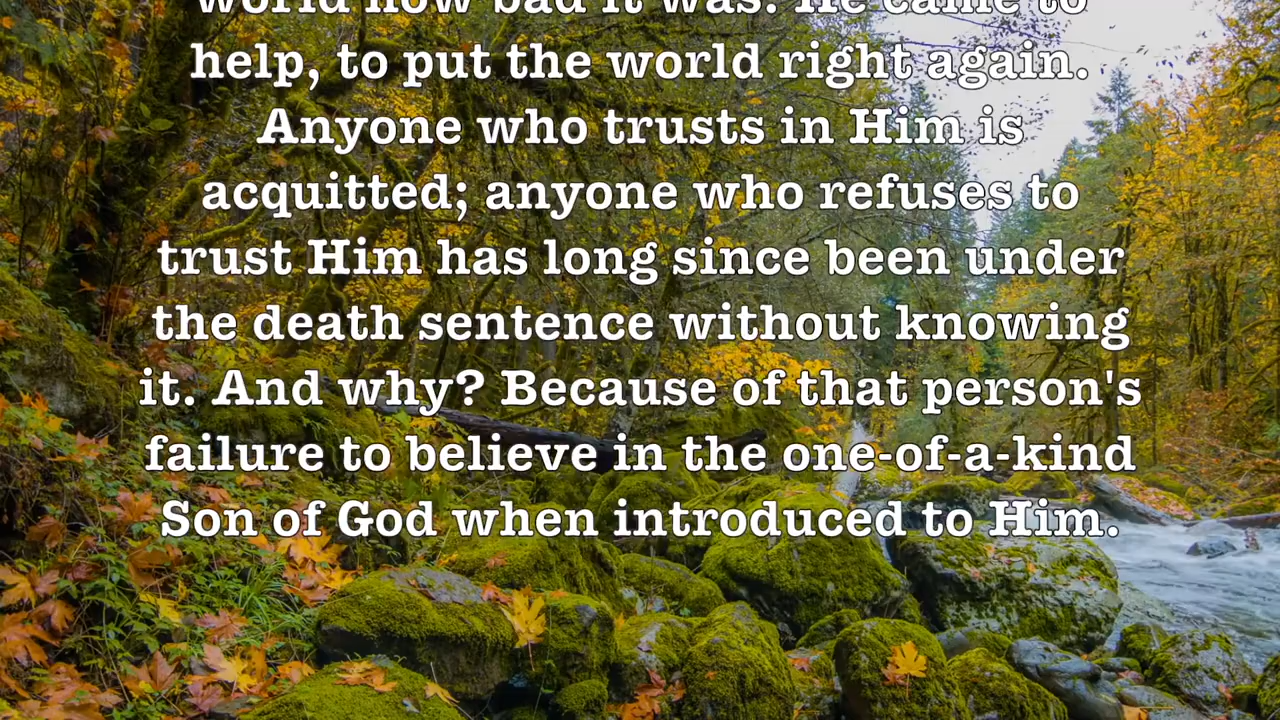 world how bad it was. He came to
help, to put the world right again.
Anyone who trusts in Him is
acquitted; anyone who refuses to
trust Him has long since been under
the death sentence without knowing
it. And why? Because of that person's
failure to believe in the one-of-a-kind
Son of God when introduced to Him.